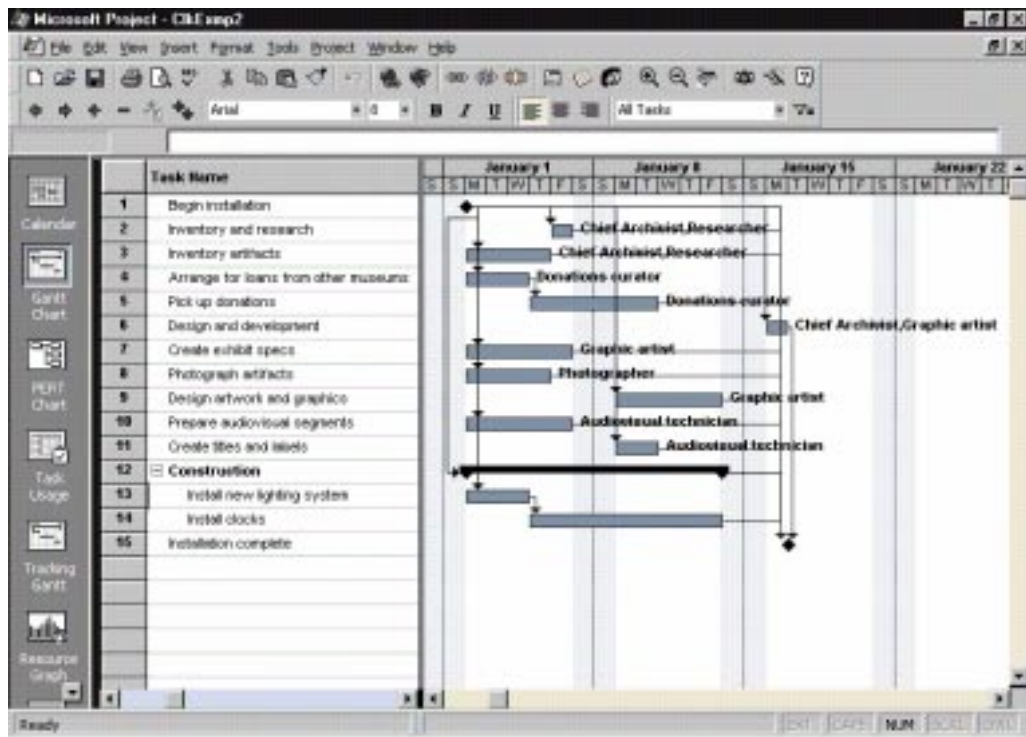 Microsoft Project - ClkExmp2
File Edit View Insert Format Tools Project Window Help
Arial 8 B I U All Tasks
Task Name
January 1 January 8 January 15 January 22
S S M T W T F S S M T W T F S S M T W T F S S M T W T
Calendar
Gantt Chart
PERT Chart
Task Usage
Tracking Gantt
Resource Graph
1 Begin installation
2 Inventory and research Chief Archivist,Researcher
3 Inventory artifacts Chief Archivist,Researcher
4 Arrange for loans from other museums Donations curator
5 Pick up donations Donations curator
6 Design and development Chief Archivist,Graphic artist
7 Create exhibit specs Graphic artist
8 Photograph artifacts Photographer
9 Design artwork and graphics Graphic artist
10 Prepare audiovisual segments Audiovisual technician
11 Create titles and labels Audiovisual technician
12 Construction
13 Install new lighting system
14 Install clocks
15 Installation complete
Ready EXT CAPS NUM SCRL OVR